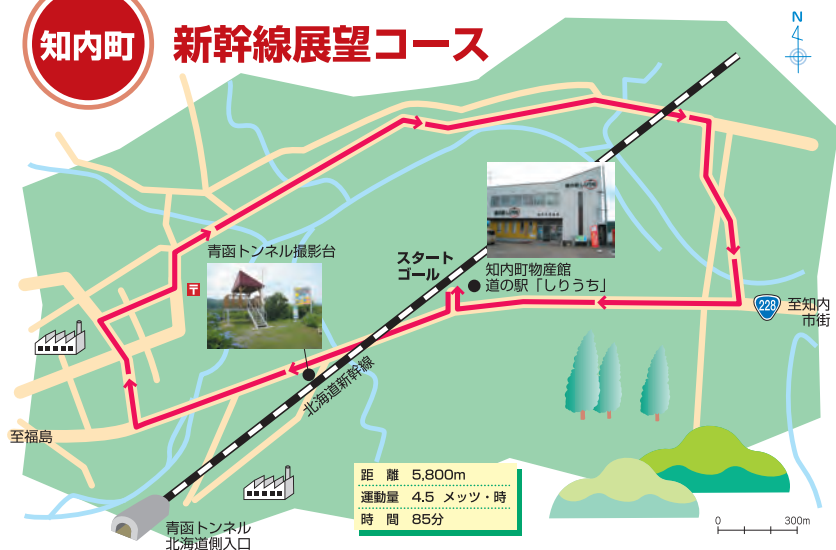 知内町
新幹線展望コース
N
青函トンネル撮影台
スタート
ゴール
知内町物産館
道の駅「しりうち」
228
至知内
市街
北海道新幹線
至福島
〒
距　離　5,800m
運動量　4.5 メッツ・時
時　間　85分
青函トンネル
北海道側入口
0 300m